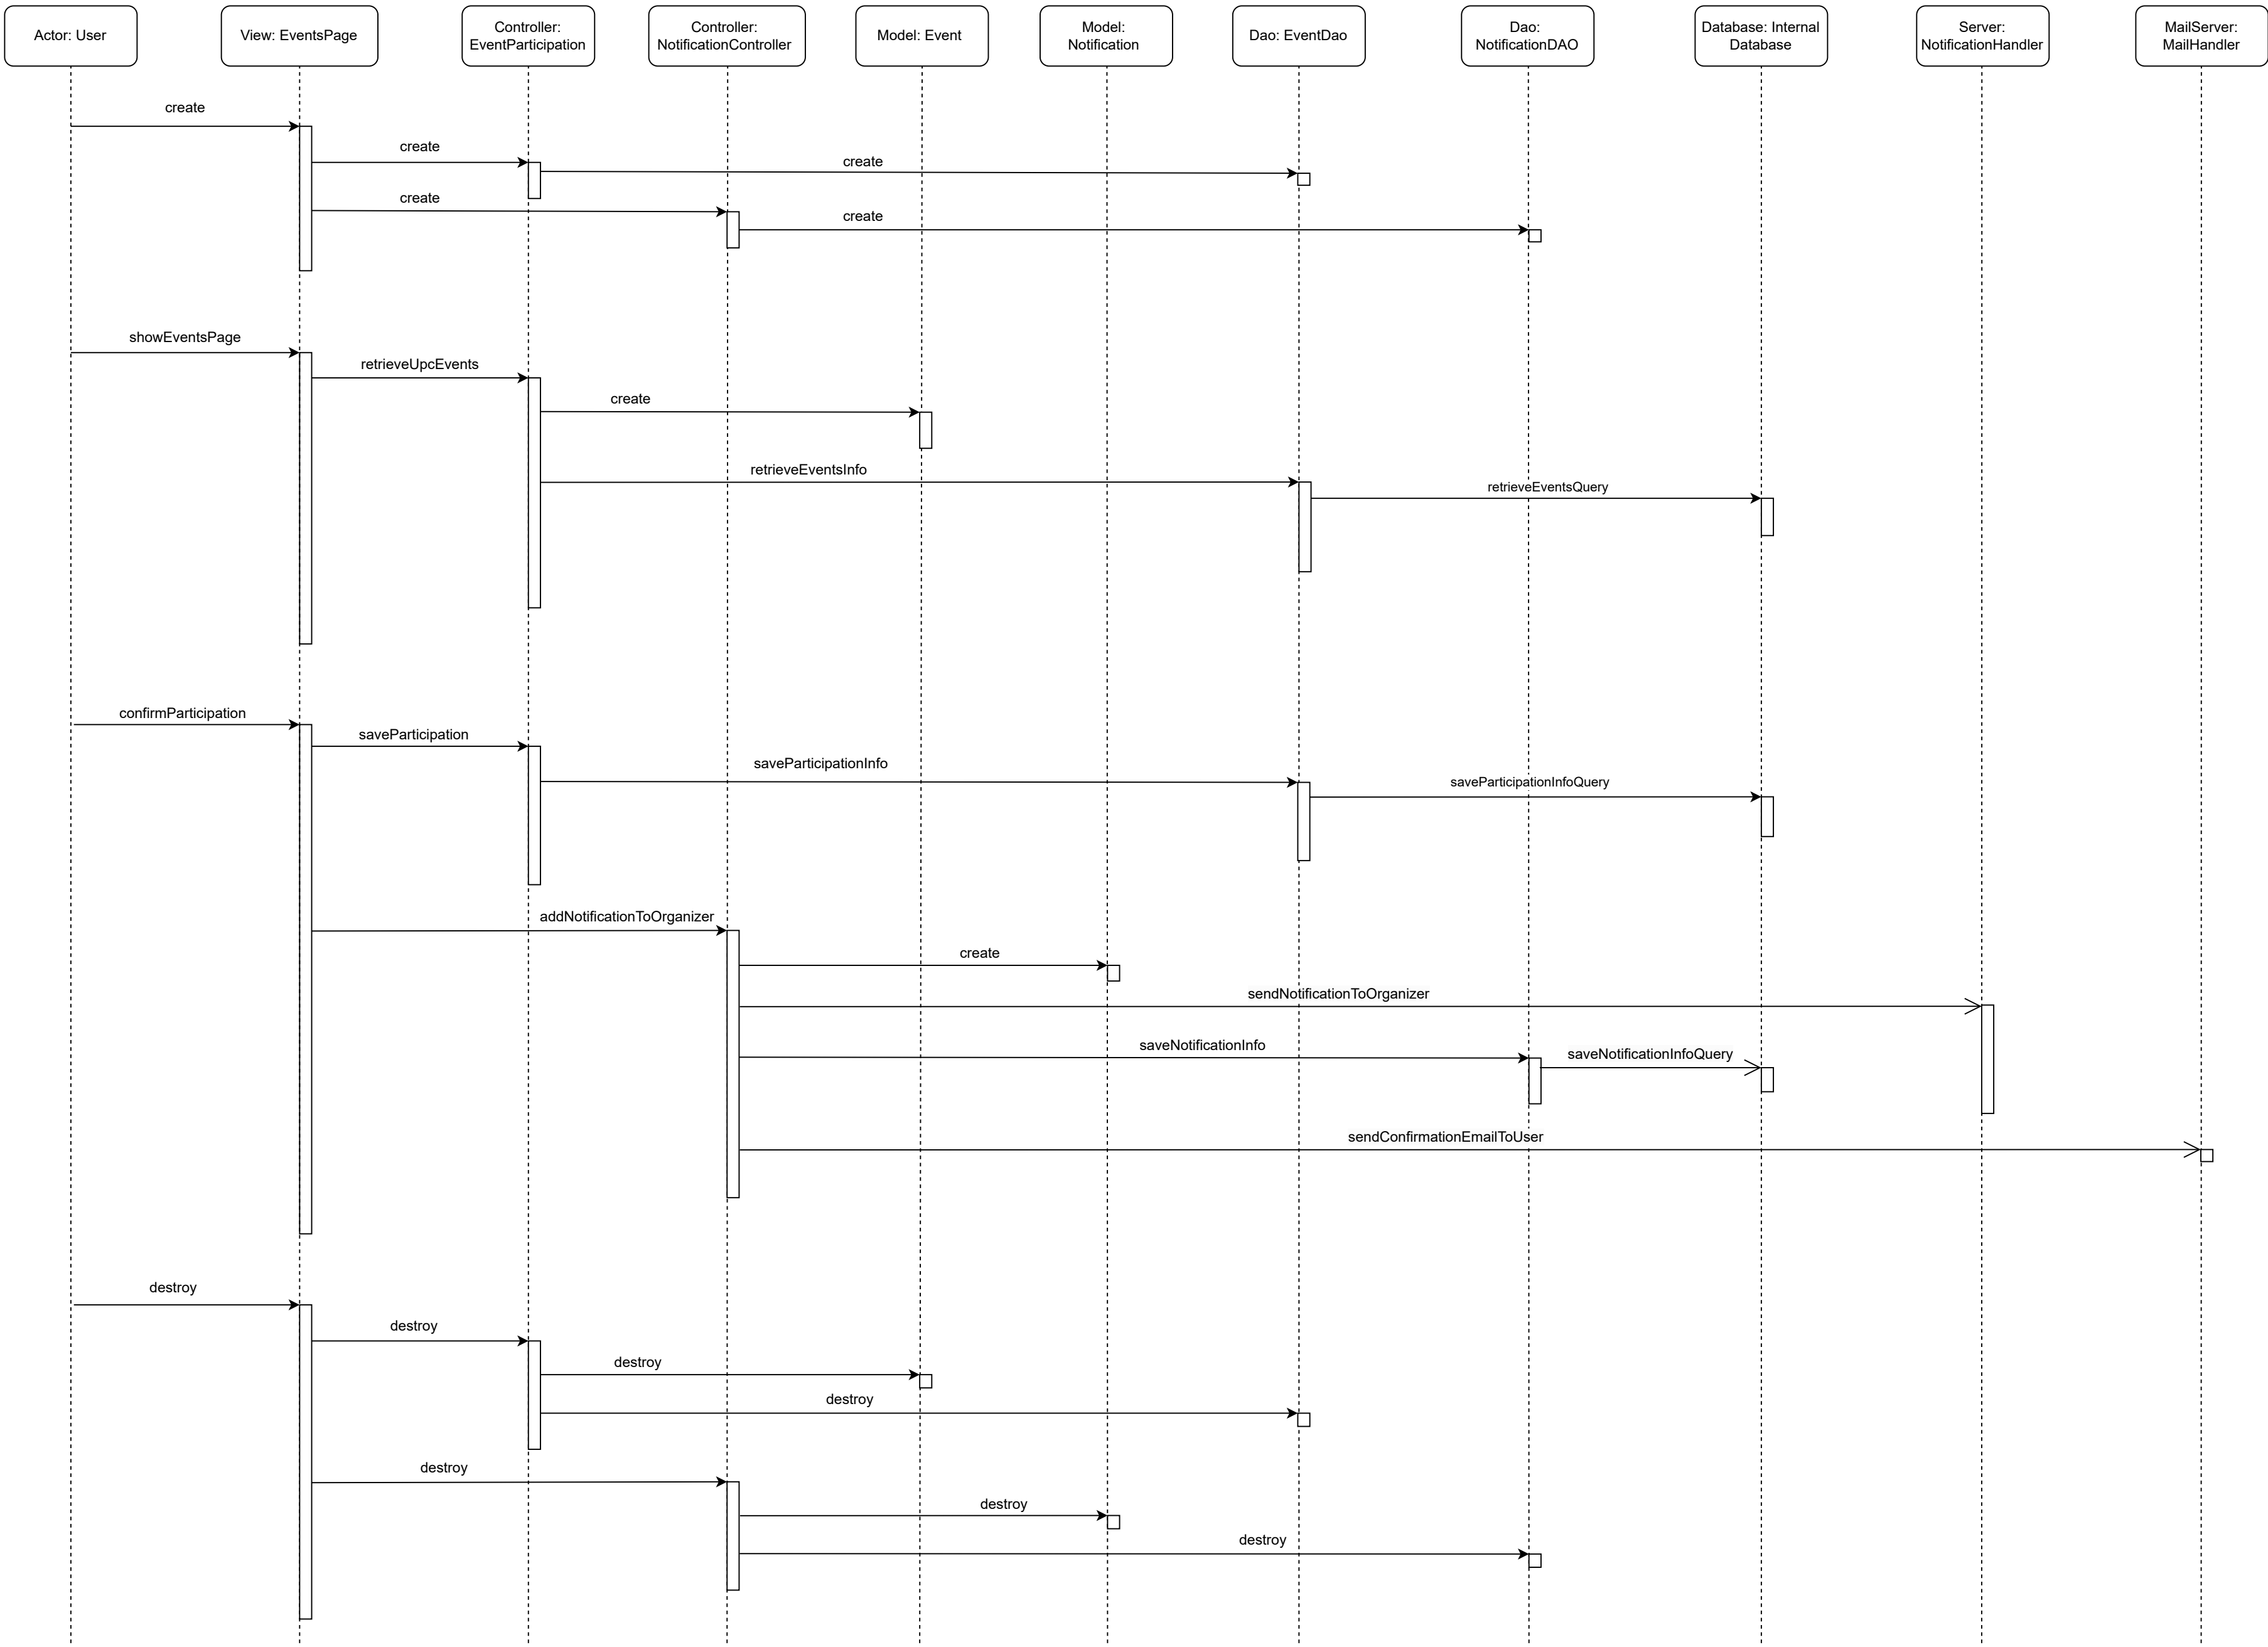 Actor: User
View: EventsPage
Controller:
EventParticipation
Controller:
NotificationController
Model: Event
Model:
Notification
Dao: EventDao
Dao:
NotificationDAO
Database: Internal
Database
Server:
NotificationHandler
MailServer:
MailHandler
create
create
create
create
create
showEventsPage
retrieveUpcEvents
create
retrieveEventsInfo
retrieveEventsQuery
confirmParticipation
saveParticipation
saveParticipationInfo
saveParticipationInfoQuery
addNotificationToOrganizer
create
sendNotificationToOrganizer
saveNotificationInfo
saveNotificationInfoQuery
sendConfirmationEmailToUser
destroy
destroy
destroy
destroy
destroy
destroy
destroy